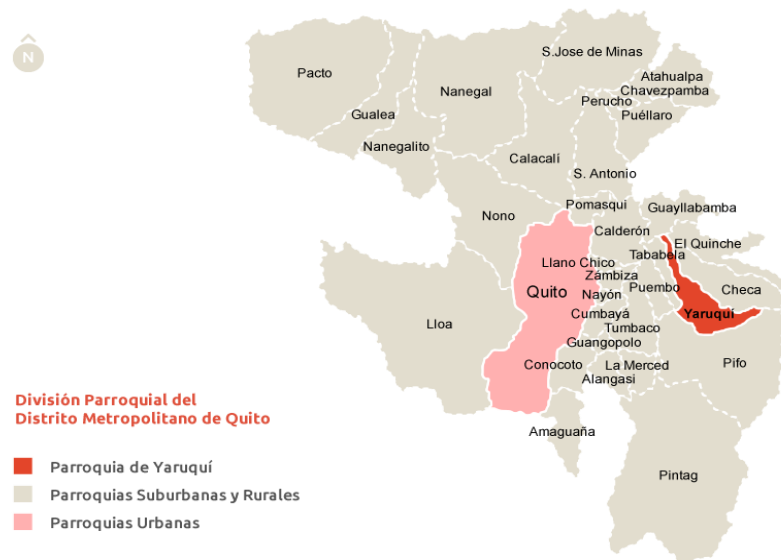 N
S.Jose de Minas
Pacto
Atahualpa
Nanegal
Chavezpamba
Perucho
Gualea
Puéllaro
Nanegalito
Calacalí
S. Antonio
Pomasqui
Guayllabamba
Nono
Calderón
El Quinche
Tababela
Llano Chico
Zámbiza
Puembo
Checa
Quito
Nayón
Cumbayá
Yaruquí
Lloa
Tumbaco
Guangopolo
Conocoto
La Merced
Pifo
Alangasi
División Parroquial del
Distrito Metropolitano de Quito
Amaguaña
Parroquia de Yaruquí
Pintag
Parroquias Suburbanas y Rurales
Parroquias Urbanas